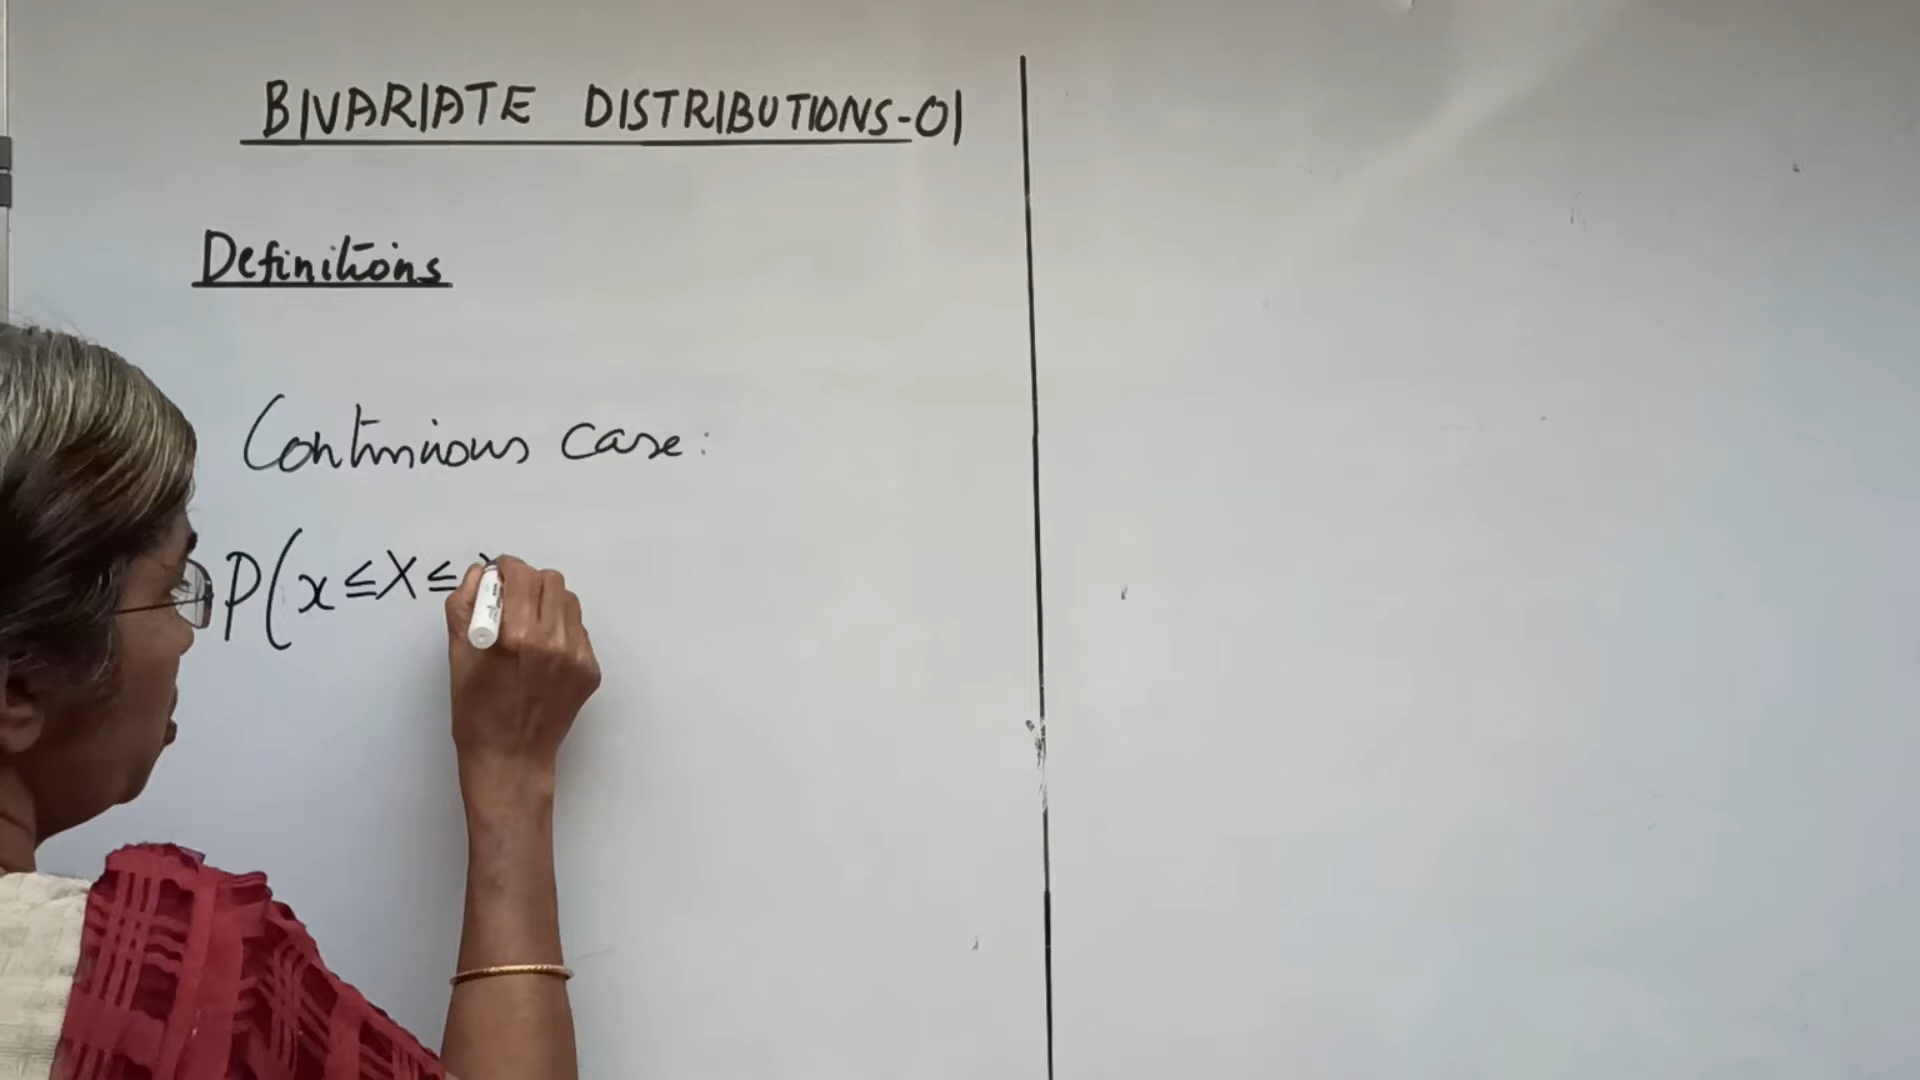 BIVARIATE DISTRIBUTIONS-01
Definitions
Continuous case:
P(x ≤ X ≤